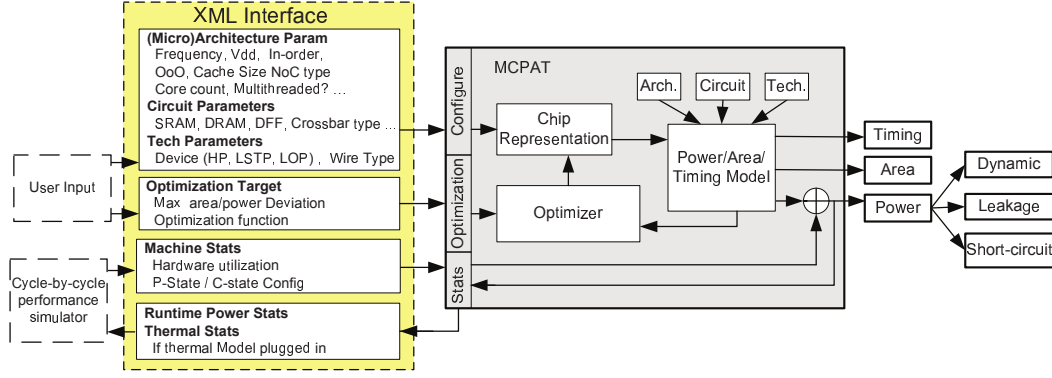 XML Interface
(Micro)Architecture Param
Frequency, Vdd, In-order,
OoO, Cache Size NoC type
Core count, Multithreaded? ...
Circuit Parameters
SRAM, DRAM, DFF, Crossbar type ...
Tech Parameters
Device (HP, LSTP, LOP) , Wire Type
User Input
Optimization Target
Max area/power Deviation
Optimization function
Machine Stats
Hardware utilization
P-State / C-state Config
Cycle-by-cycle
performance
simulator
Runtime Power Stats
Thermal Stats
If thermal Model plugged in
Configure
Optimization
Stats
MCPAT
Arch.
Circuit
Tech.
Chip
Representation
Power/Area/
Timing Model
Optimizer
Timing
Area
Power
Dynamic
Leakage
Short-circuit